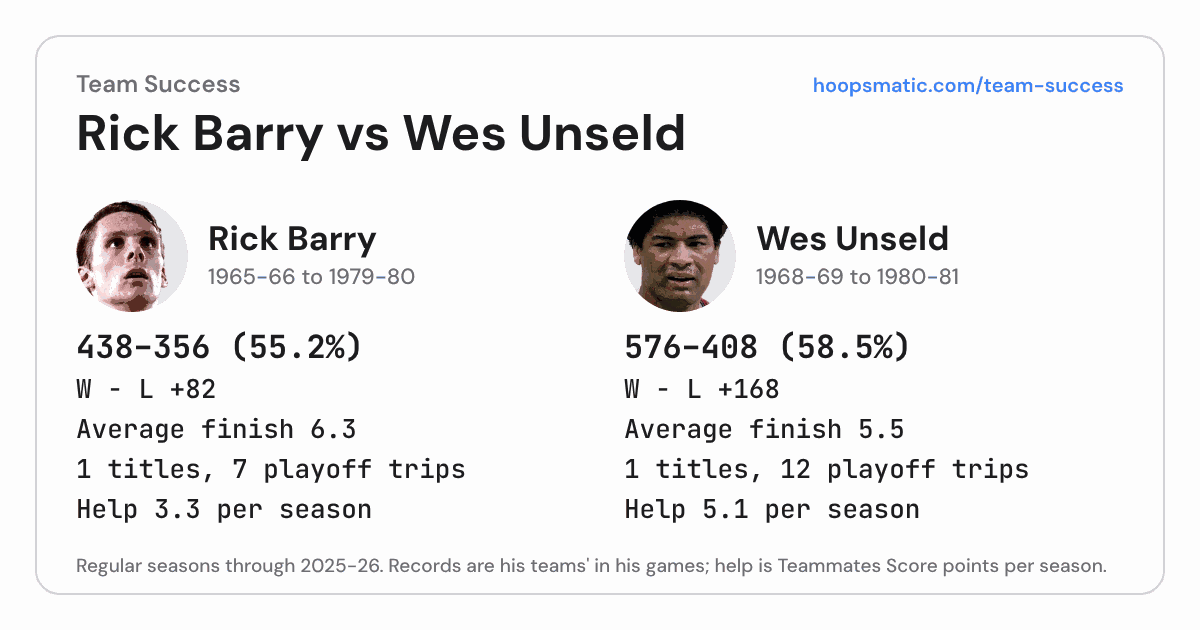 Team Success
hoopsmatic.com/team-success
Rick Barry vs Wes Unseld
Rick Barry
1965-66 to 1979-80
438-356 (55.2%)
W - L +82
Average finish 6.3
1 titles, 7 playoff trips
Help 3.3 per season
Wes Unseld
1968-69 to 1980-81
576-408 (58.5%)
W - L +168
Average finish 5.5
1 titles, 12 playoff trips
Help 5.1 per season
Regular seasons through 2025-26. Records are his teams' in his games; help is Teammates Score points per season.